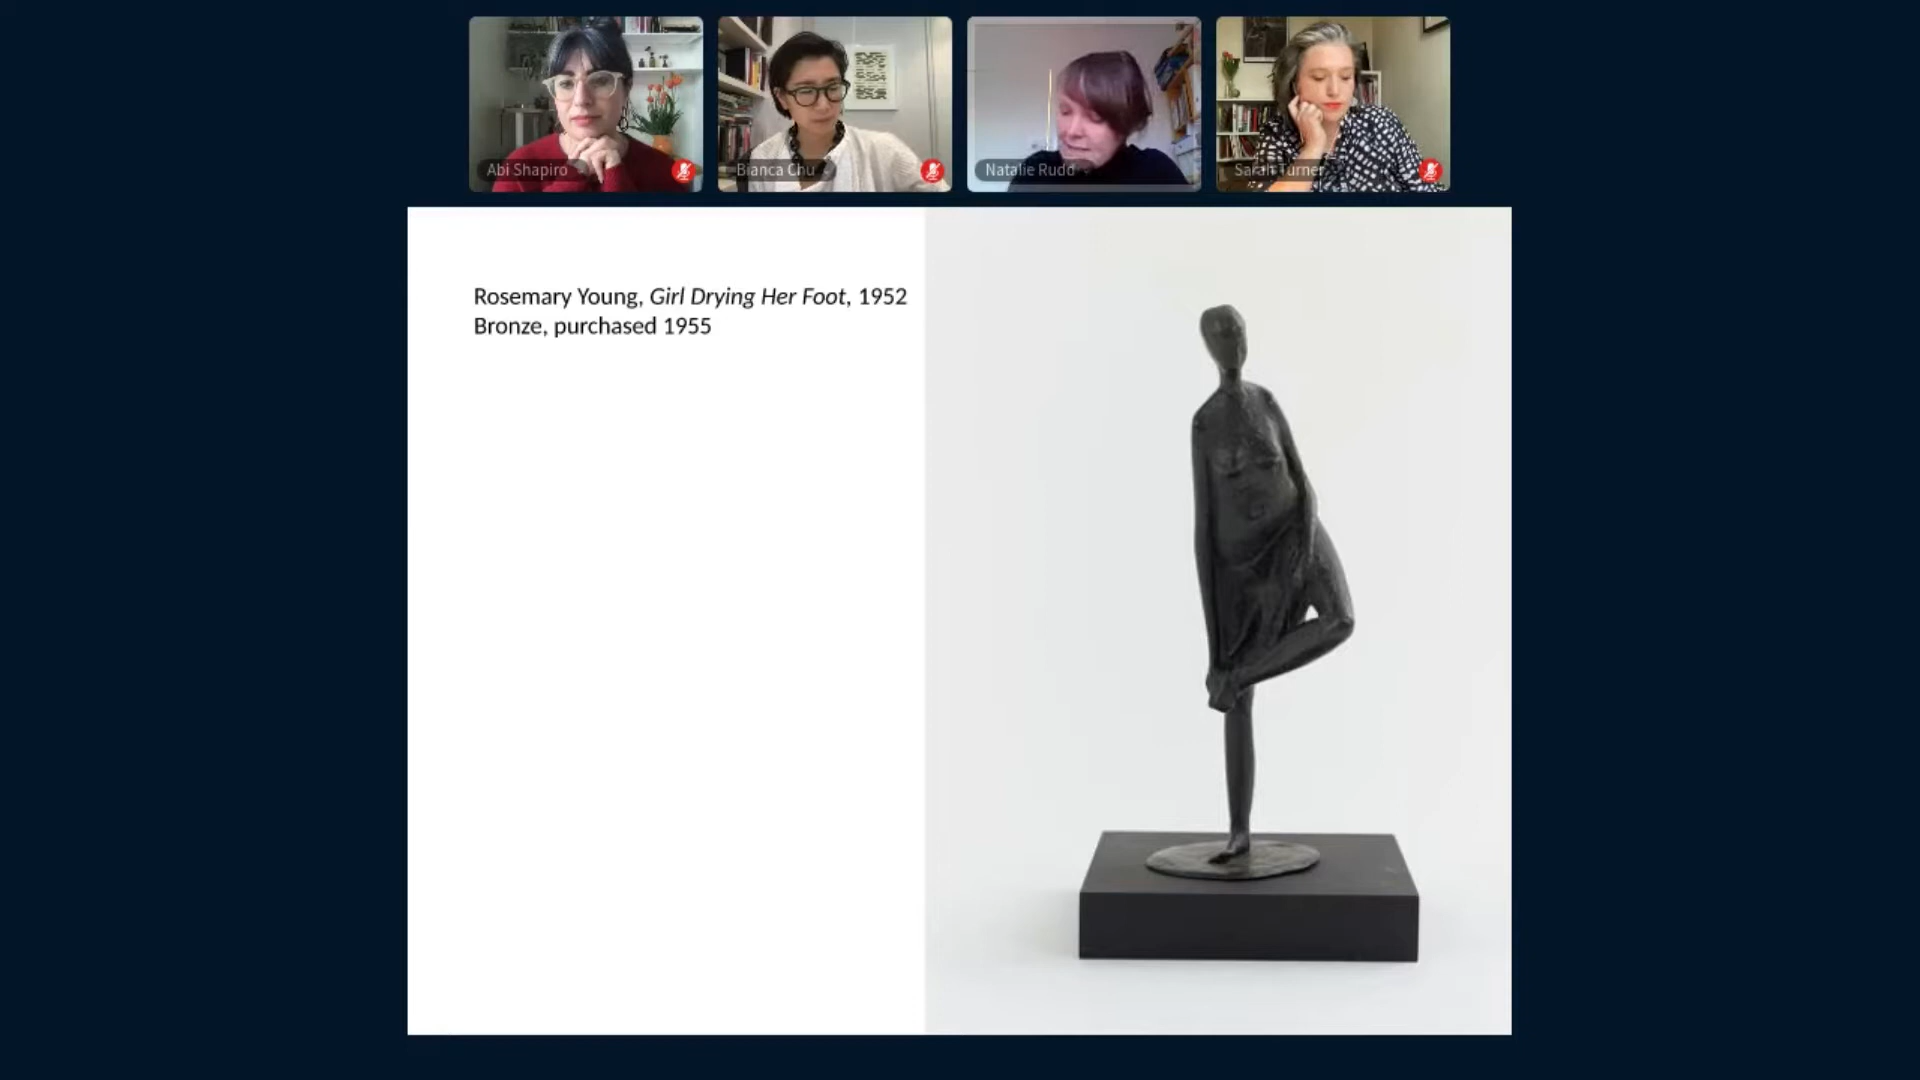 Abi Shapiro
Bianca Chu
Natalie Rudd
Sarah Turner
Rosemary Young, Girl Drying Her Foot, 1952
Bronze, purchased 1955